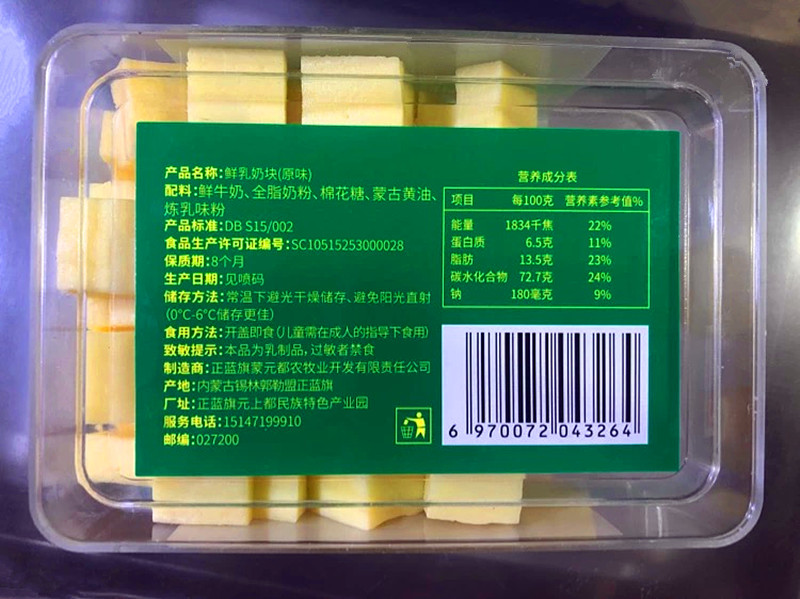 产品名称:鲜乳奶块(原味)
配料:鲜牛奶、全脂奶粉、棉花糖、蒙古黄油、
炼乳味粉
产品标准:DB S15/002
食品生产许可证编号:SC10515253000028
保质期:8个月
生产日期:见喷码
储存方法:常温下避光干燥储存、避免阳光直射
(0°C-6°C储存更佳)
食用方法:开盖即食(儿童需在成人的指导下食用)
致敏提示:本品为乳制品,过敏者禁食
制造商:正蓝旗蒙元都农牧业开发有限责任公司
产地:内蒙古锡林郭勒盟正蓝旗
厂址:正蓝旗元上都民族特色产业园
服务电话:15147199910
邮编:027200
营养成分表
项目 每100克 营养素参考值%
能量 1834千焦 22%
蛋白质 6.5克 11%
脂肪 13.5克 23%
碳水化合物 72.7克 24%
钠 180毫克 9%
6 970072 043264